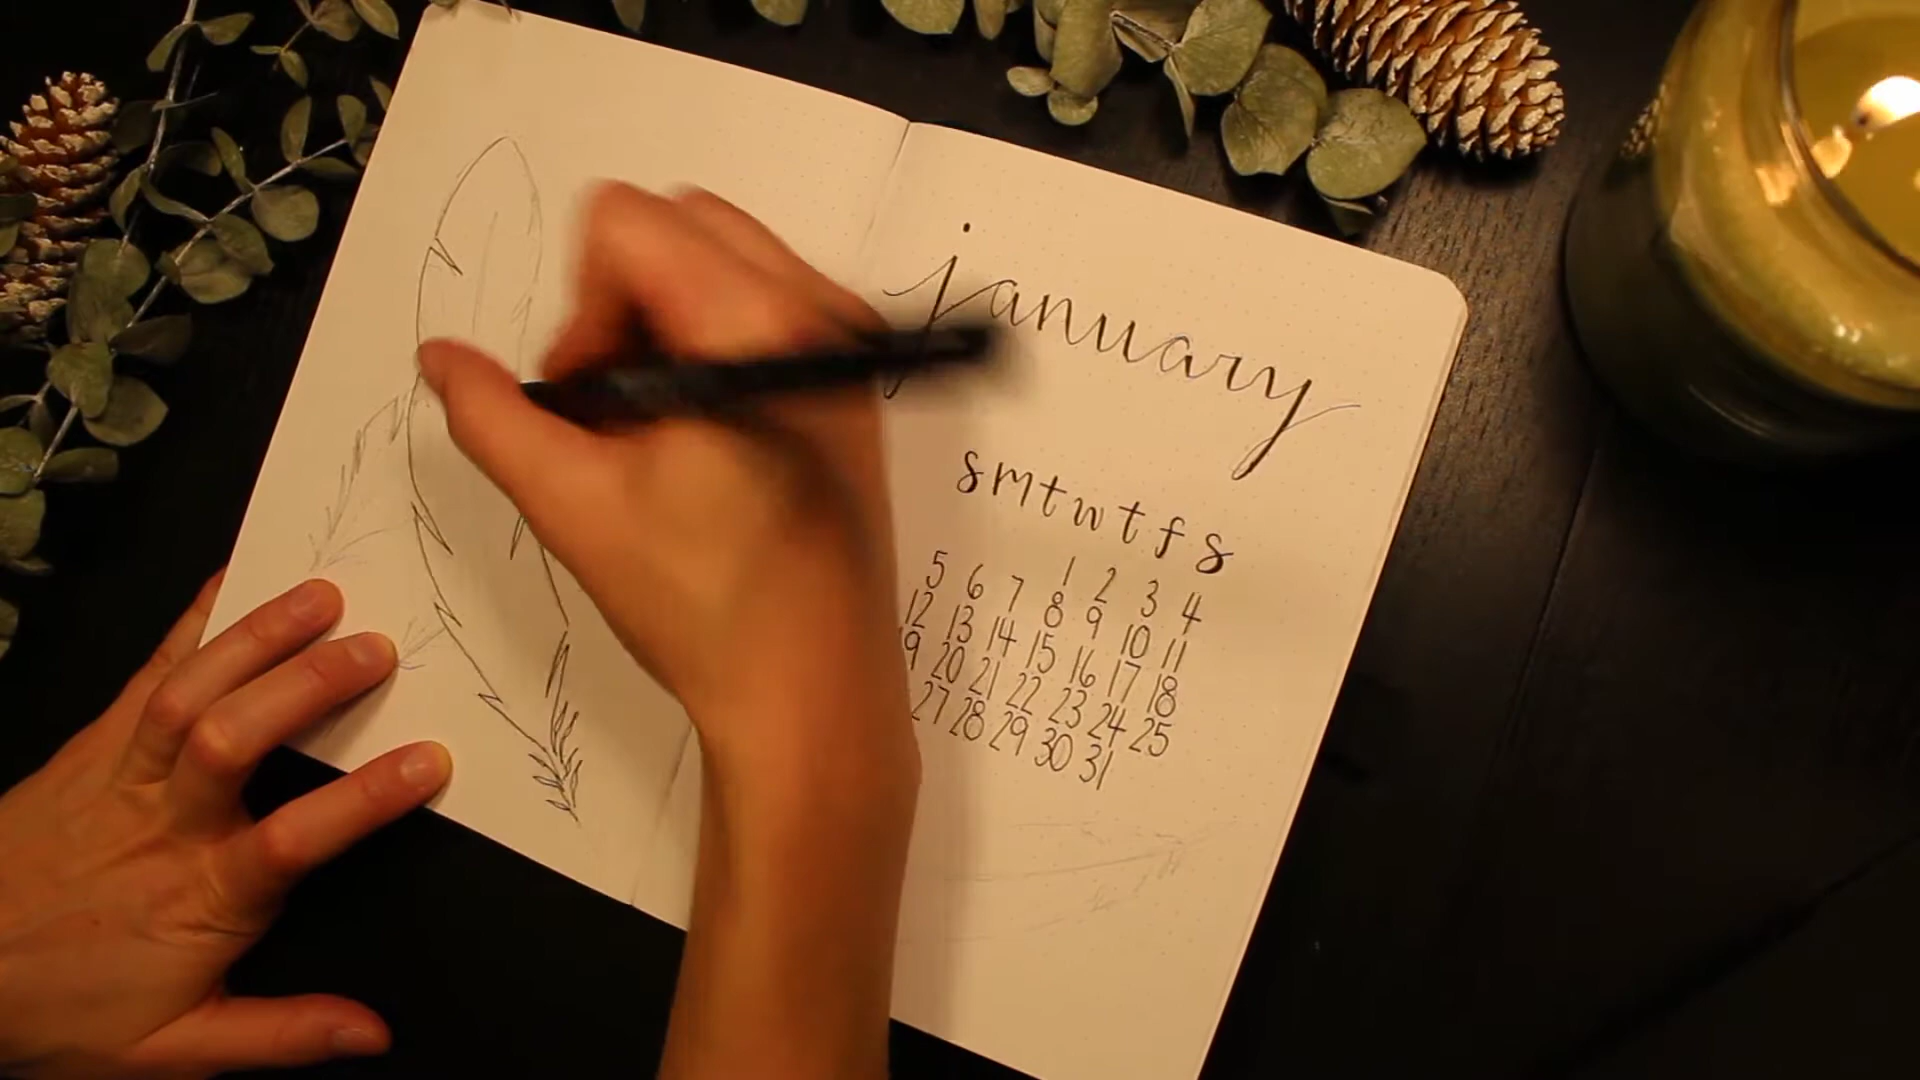 january
s m t w t f s
1 2 3 4
5 6 7 8 9 10 11
12 13 14 15 16 17 18
9 20 21 22 23 24 25
27 28 29 30 31